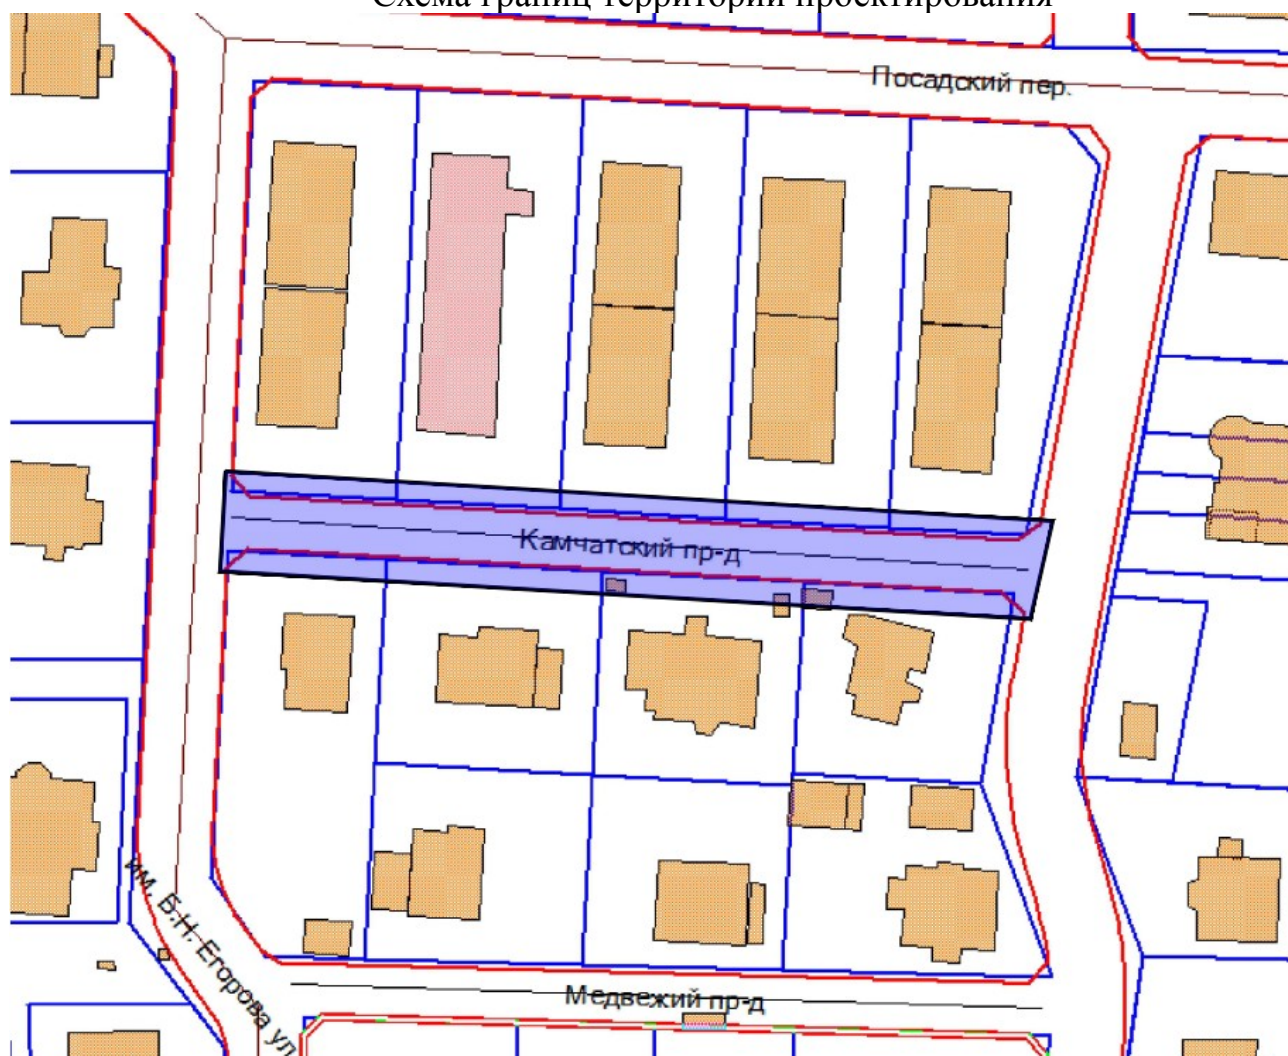 Схема границ территории проектирования
Посадский пер.
Камчатский пр-д
им. Б.Н. Егорова ул.
Медвежий пр-д